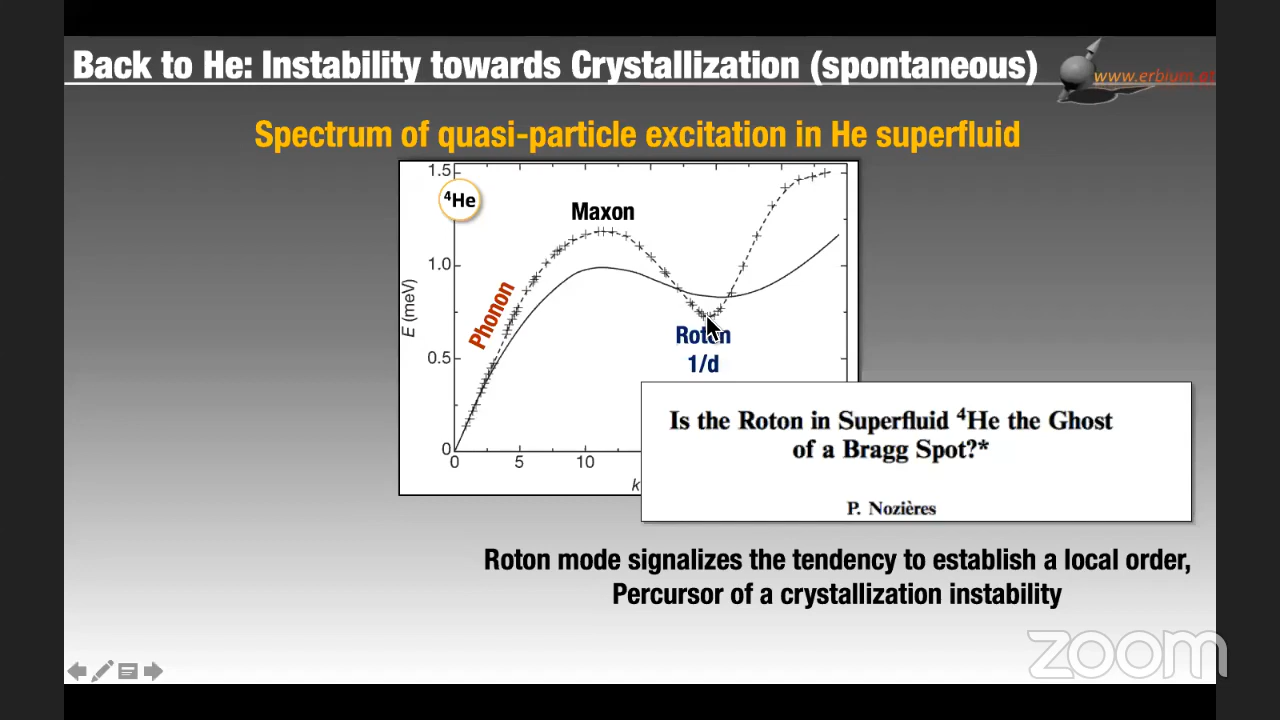 Back to He: Instability towards Crystallization (spontaneous)
www.erbium.at
Spectrum of quasi-particle excitation in He superfluid
1.5
⁴He
Maxon
1.0
Phonon
E (meV)
Roton
1/d
0.5
0
0 5 10
k
Is the Roton in Superfluid ⁴He the Ghost
of a Bragg Spot?*
P. Nozières
Roton mode signalizes the tendency to establish a local order,
Percursor of a crystallization instability
zoom